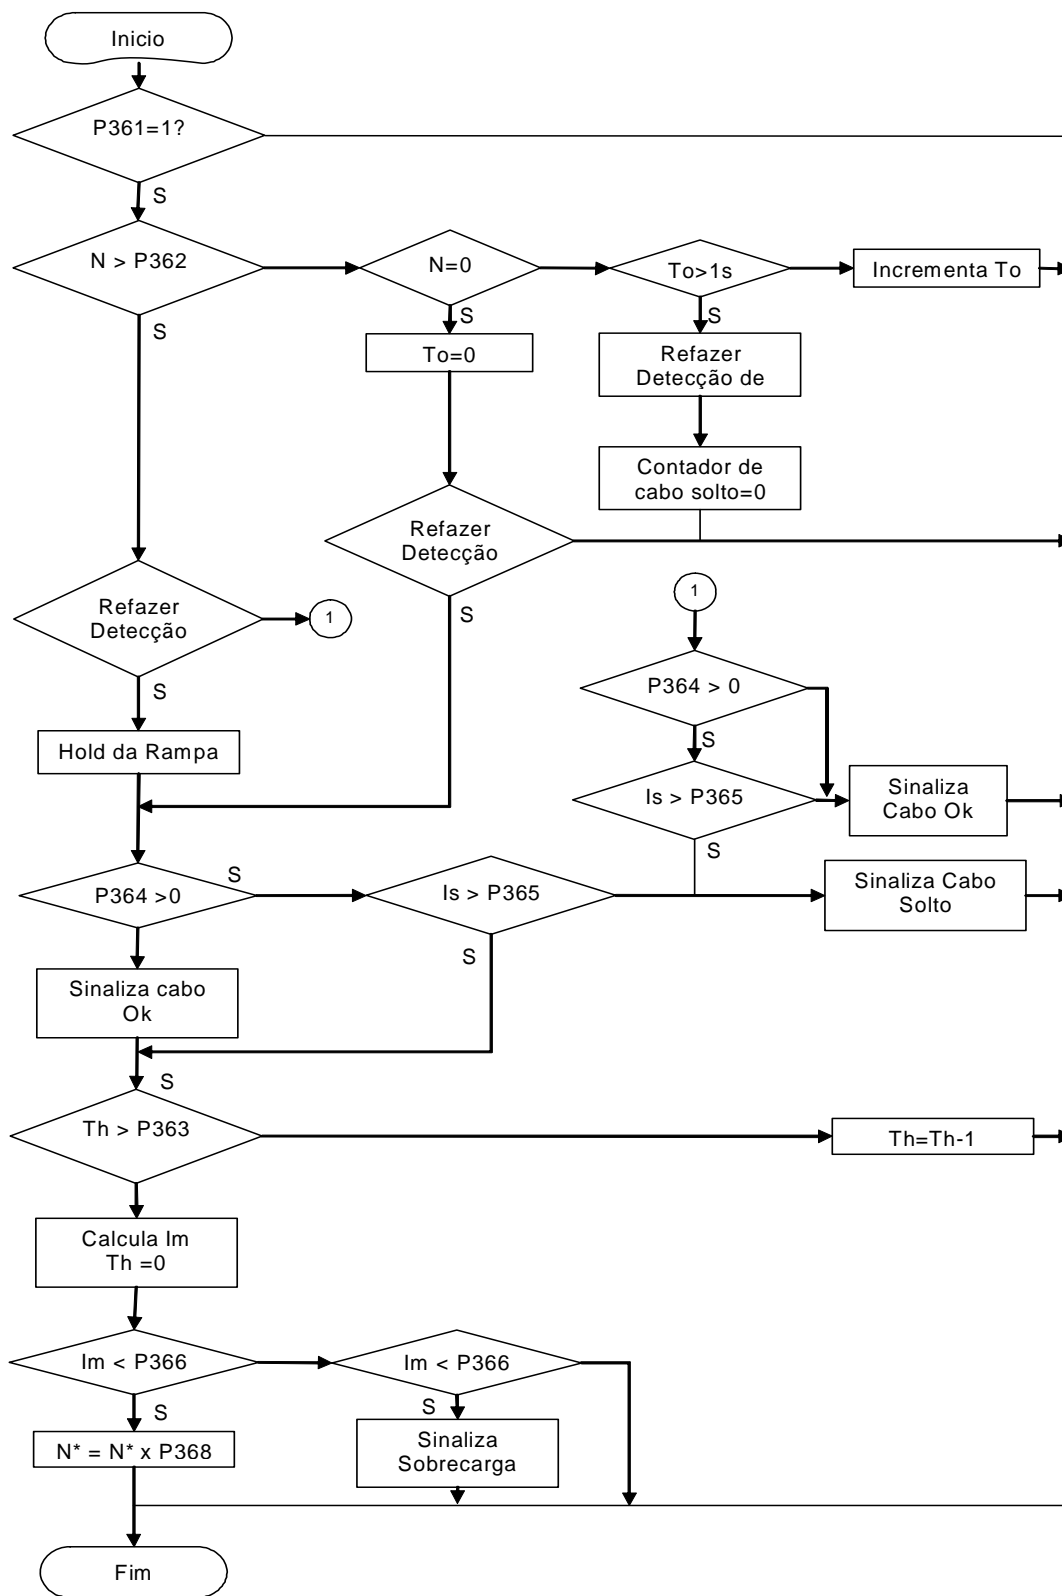 Inicio
P361=1?
S
N > P362
N=0
To>1s
Incrementa To
S
S
S
To=0
Refazer
Detecção de
Contador de
cabo solto=0
Refazer
Detecção
S
Refazer
Detecção
1
1
S
P364 > 0
S
Hold da Rampa
Is > P365
Sinaliza
Cabo Ok
S
P364 >0
S
Is > P365
Sinaliza Cabo
Solto
S
Sinaliza cabo
Ok
S
Th > P363
Th=Th-1
Calcula Im
Th =0
Im < P366
Im < P366
S
S
N* = N* x P368
Sinaliza
Sobrecarga
Fim